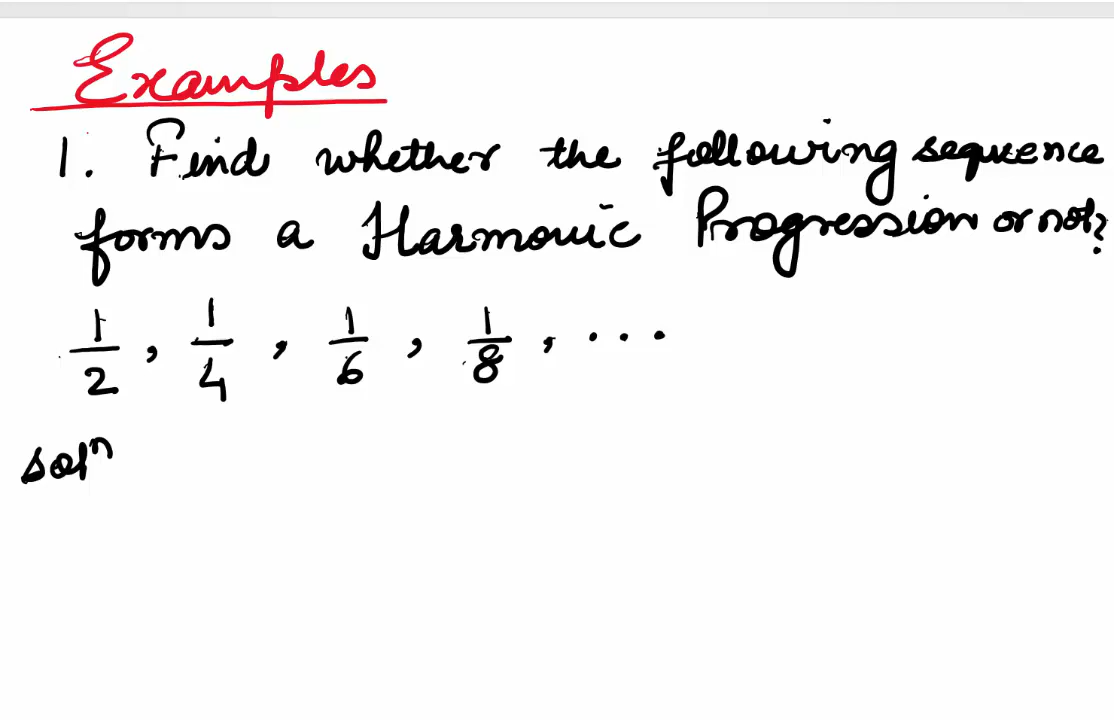 Examples
1. Find whether the following sequence
forms a Harmonic Progression or not?
1/2, 1/4, 1/6, 1/8, ...
solⁿ